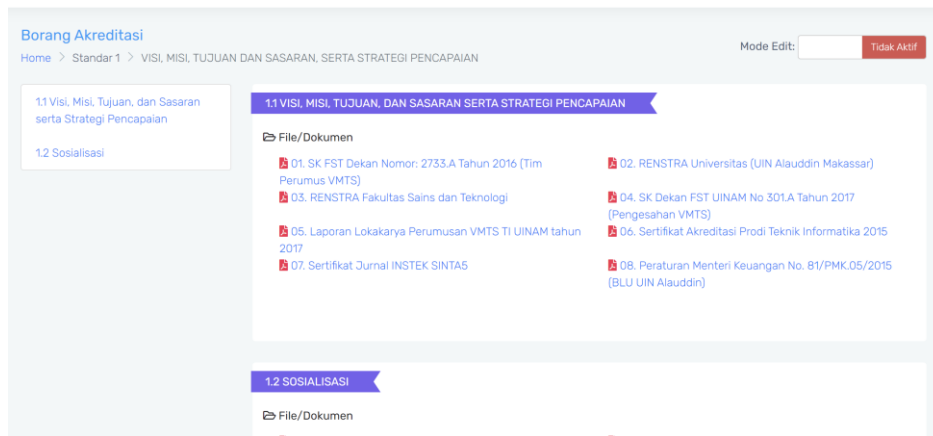 Borang Akreditasi
Home > Standar 1 > VISI, MISI, TUJUAN DAN SASARAN, SERTA STRATEGI PENCAPAIAN
Mode Edit:
Tidak Aktif
1.1 Visi, Misi, Tujuan, dan Sasaran
serta Strategi Pencapaian
1.2 Sosialisasi
1.1 VISI, MISI, TUJUAN, DAN SASARAN SERTA STRATEGI PENCAPAIAN
File/Dokumen
01. SK FST Dekan Nomor: 2733.A Tahun 2016 (Tim
Perumus VMTS)
02. RENSTRA Universitas (UIN Alauddin Makassar)
03. RENSTRA Fakultas Sains dan Teknologi
04. SK Dekan FST UINAM No 301.A Tahun 2017
(Pengesahan VMTS)
05. Laporan Lokakarya Perumusan VMTS TI UINAM tahun
2017
06. Sertifikat Akreditasi Prodi Teknik Informatika 2015
07. Sertifikat Jurnal INSTEK SINTA5
08. Peraturan Menteri Keuangan No. 81/PMK.05/2015
(BLU UIN Alauddin)
1.2 SOSIALISASI
File/Dokumen